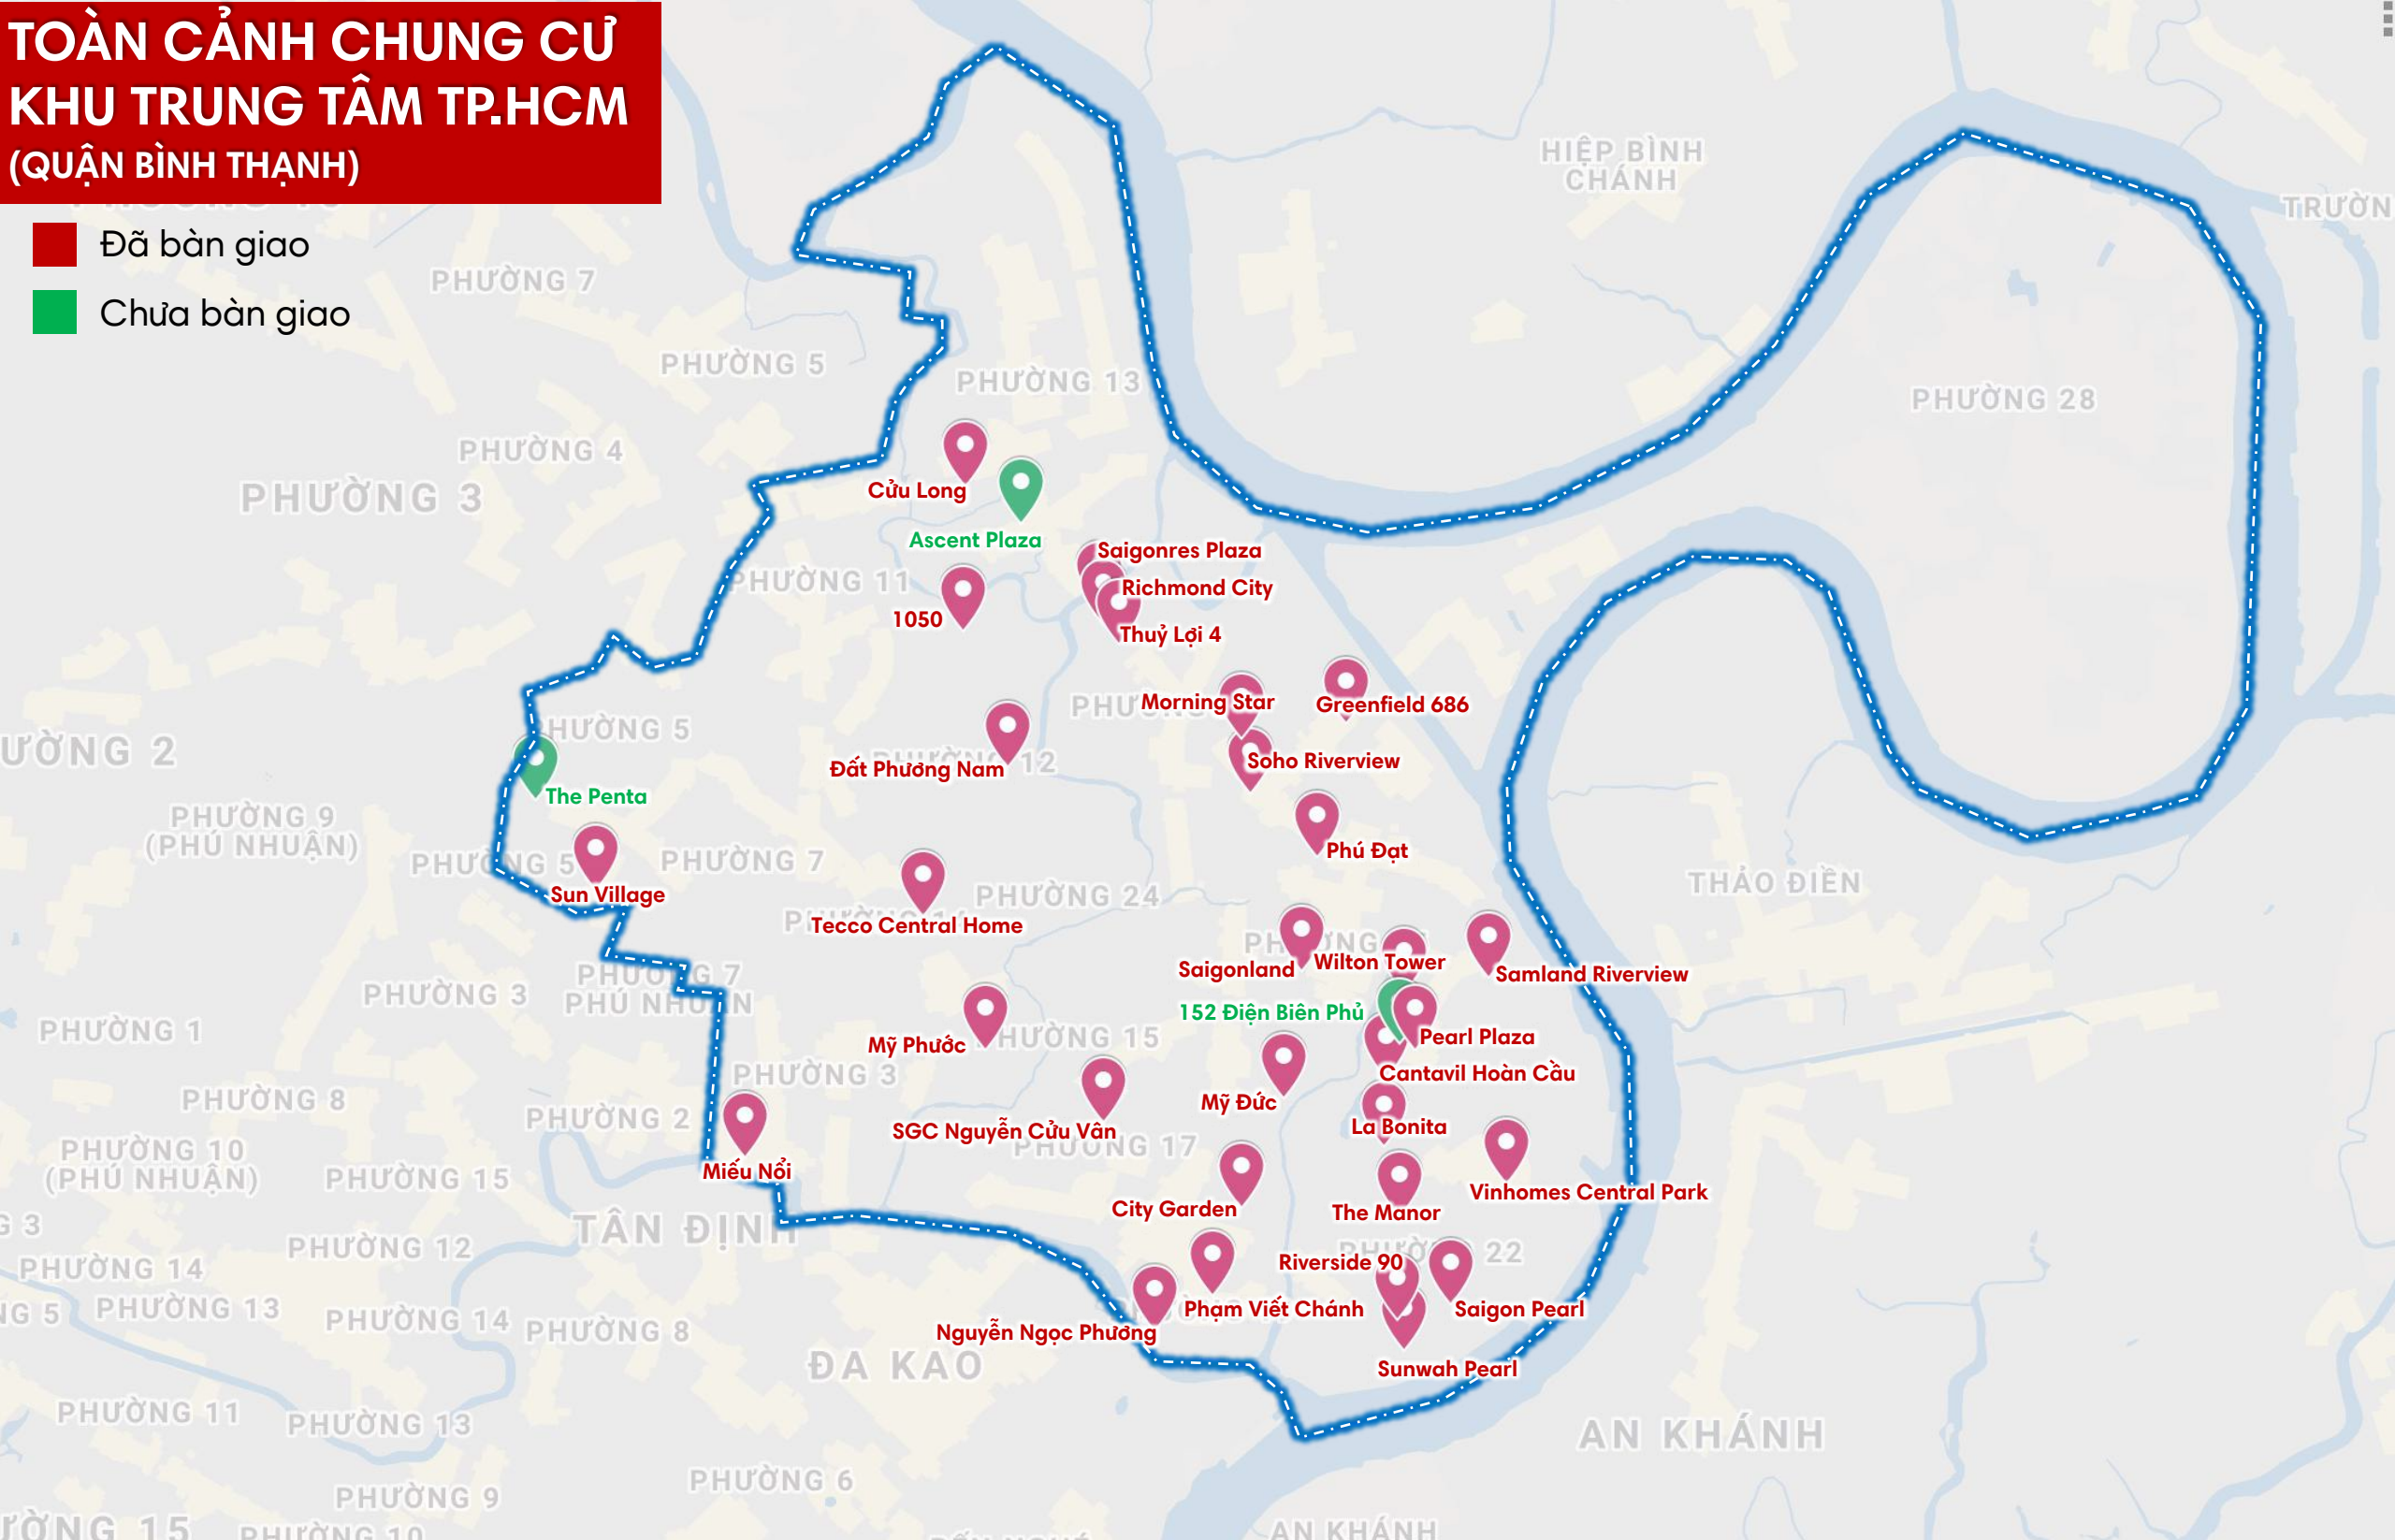 TOÀN CẢNH CHUNG CƯ
KHU TRUNG TÂM TP.HCM
(QUẬN BÌNH THẠNH)
Đã bàn giao
Chưa bàn giao
HIỆP BÌNH
CHÁNH
PHƯỜNG 7
PHƯỜNG 5
PHƯỜNG 13
PHƯỜNG 28
PHƯỜNG 4
PHƯỜNG 3
Cửu Long
Ascent Plaza
Saigonres Plaza
PHƯỜNG 11
Richmond City
1050
Thuỷ Lợi 4
Morning Star
Greenfield 686
Đất Phương Nam
12
Soho Riverview
The Penta
PHƯỜNG 9
(PHÚ NHUẬN)
Phú Đạt
PHƯỜNG 7
Sun Village
THẢO ĐIỀN
PHƯỜNG 24
Tecco Central Home
Saigonland
Wilton Tower
Samland Riverview
PHƯỜNG 7
PHÚ NHUẬN
PHƯỜNG 3
152 Điện Biên Phủ
PHƯỜNG 1
Mỹ Phước
Pearl Plaza
PHƯỜNG 3
Cantavil Hoàn Cầu
PHƯỜNG 8
Mỹ Đức
PHƯỜNG 2
La Bonita
SGC Nguyễn Cửu Vân
PHƯỜNG 17
PHƯỜNG 10
(PHÚ NHUẬN)
PHƯỜNG 15
Miếu Nổi
Vinhomes Central Park
City Garden
The Manor
TÂN ĐỊNH
PHƯỜNG 12
22
Riverside 90
PHƯỜNG 14
PHƯỜNG 13
PHƯỜNG 14
Phạm Viết Chánh
Saigon Pearl
PHƯỜNG 8
Nguyễn Ngọc Phương
ĐA KAO
Sunwah Pearl
PHƯỜNG 11
PHƯỜNG 13
AN KHÁNH
PHƯỜNG 6
PHƯỜNG 9
AN KHÁNH